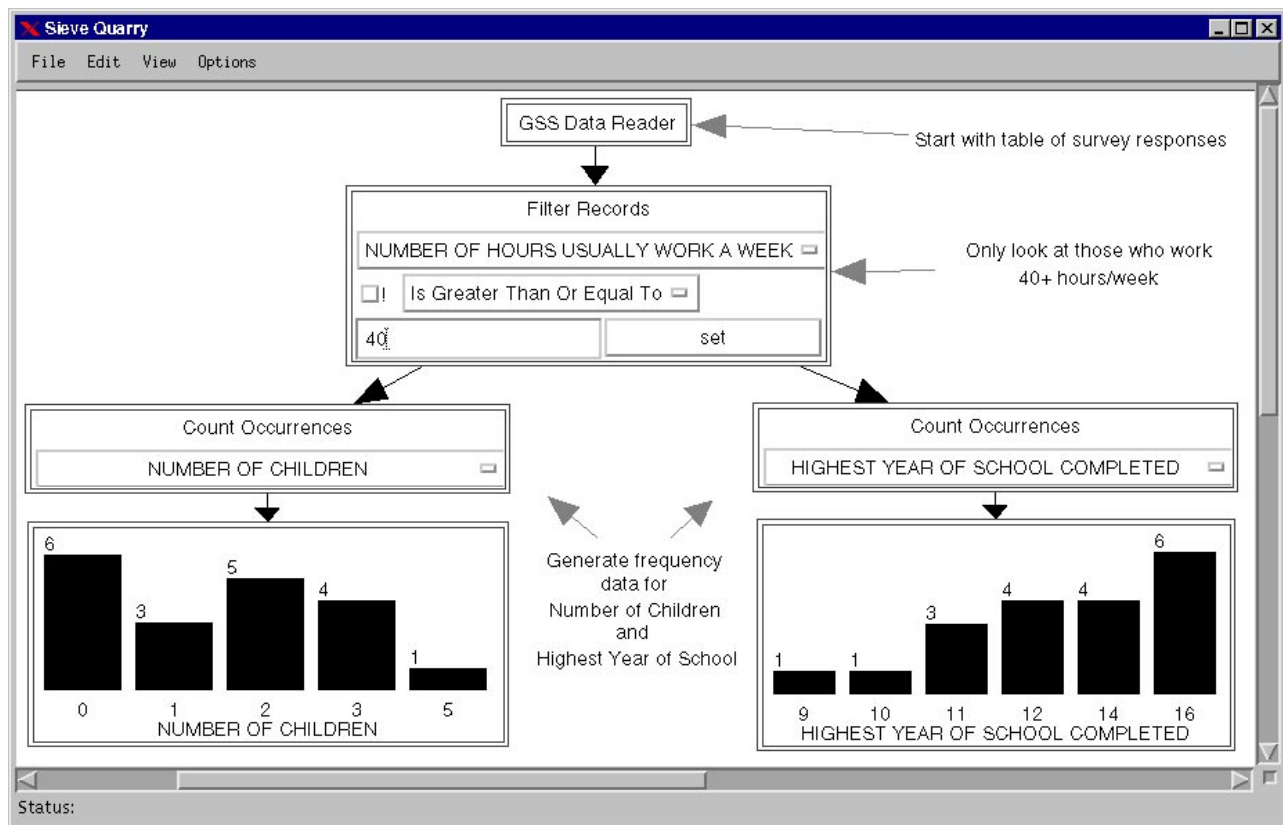 Sieve Quarry
File Edit View Options
GSS Data Reader
Start with table of survey responses
Filter Records
NUMBER OF HOURS USUALLY WORK A WEEK
! Is Greater Than Or Equal To
40 set
Only look at those who work
40+ hours/week
Count Occurrences
NUMBER OF CHILDREN
Count Occurrences
HIGHEST YEAR OF SCHOOL COMPLETED
6 3 5 4 1
0 1 2 3 5
NUMBER OF CHILDREN
Generate frequency
data for
Number of Children
and
Highest Year of School
1 1 3 4 4 6
9 10 11 12 14 16
HIGHEST YEAR OF SCHOOL COMPLETED
Status: